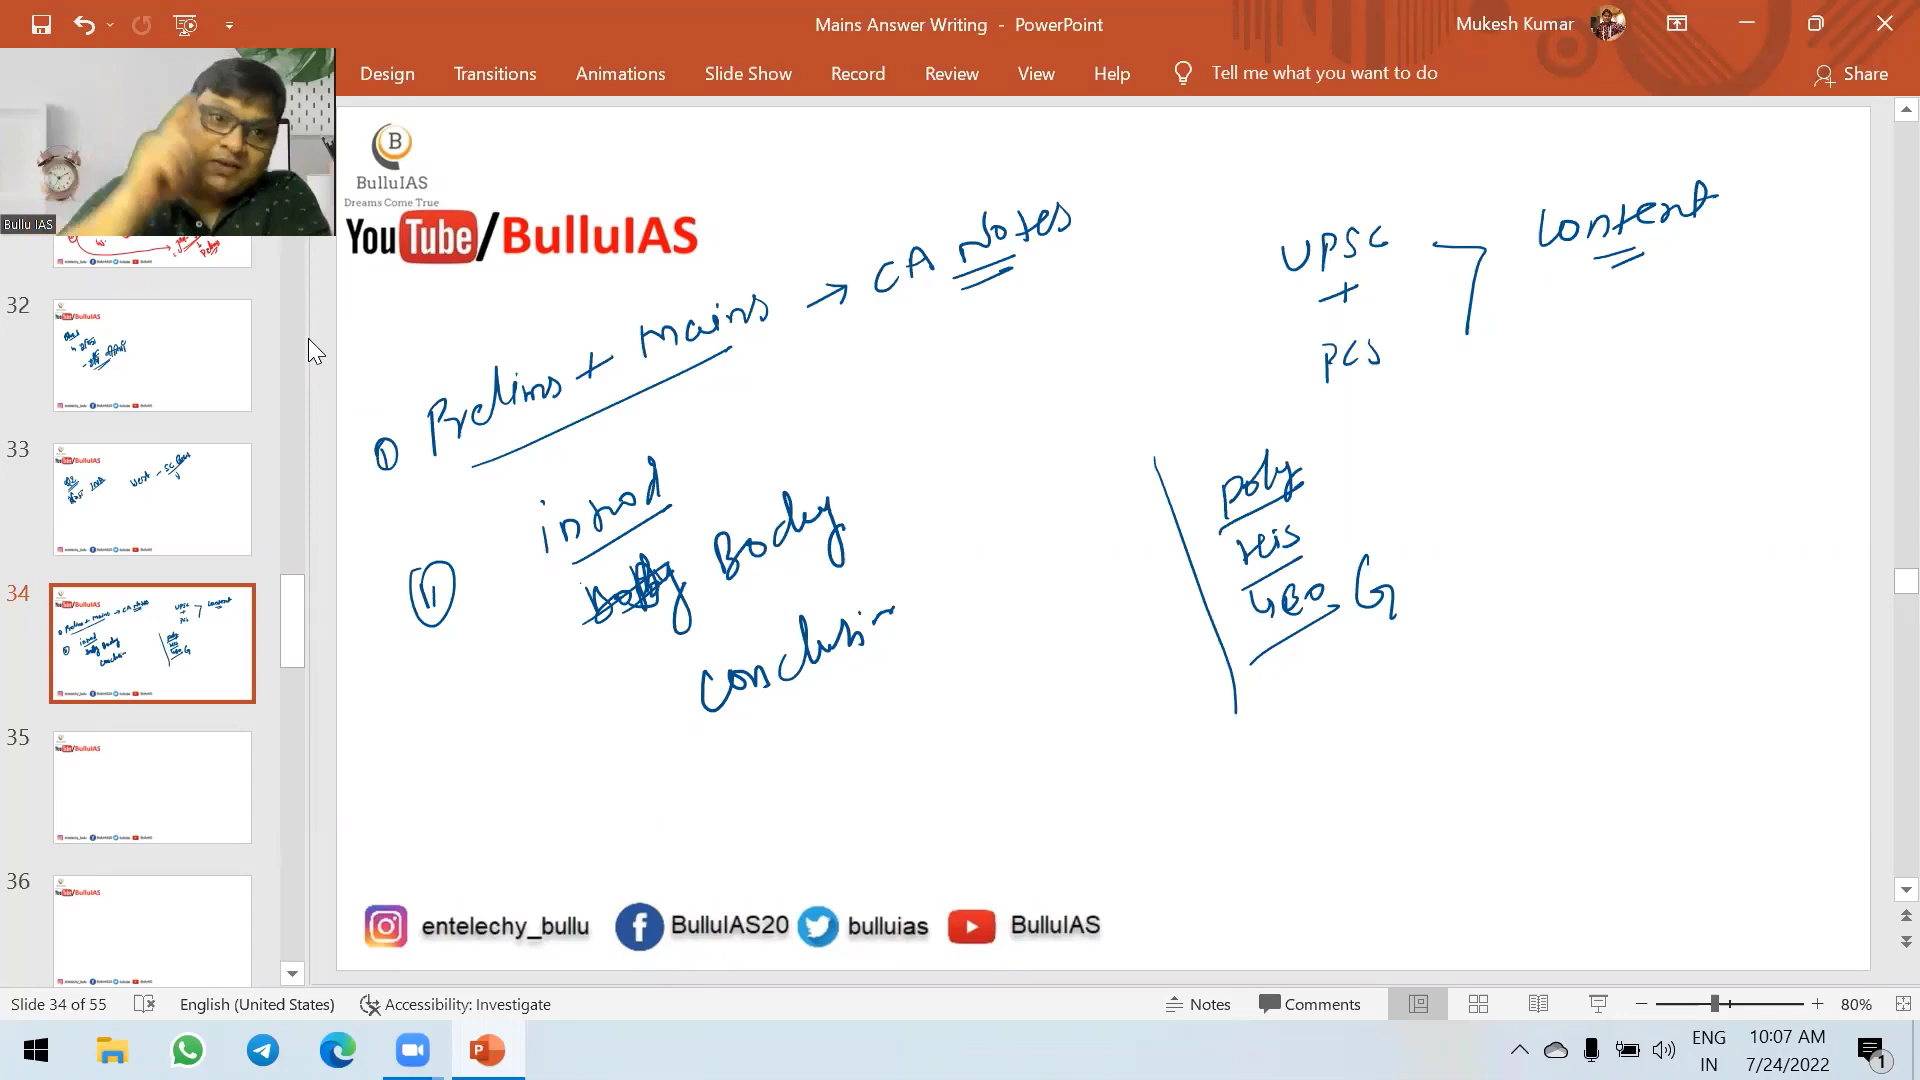 Mains Answer Writing - PowerPoint
Mukesh Kumar
Design Transitions Animations Slide Show Record Review View Help Tell me what you want to do
Share
Bullu IAS
B
BulluIAS
Dreams Come True
YouTube/BulluIAS
① Prelims + Mains → CA Notes
UPSC
+
PCS
Content
introd
Body
conclusion
poly
his
Geo. G
32
33
34
35
36
entelechy_bullu BulluIAS20 bulluias BulluIAS
Slide 34 of 55 English (United States) Accessibility: Investigate
Notes Comments 80%
ENG
IN
10:07 AM
7/24/2022
1